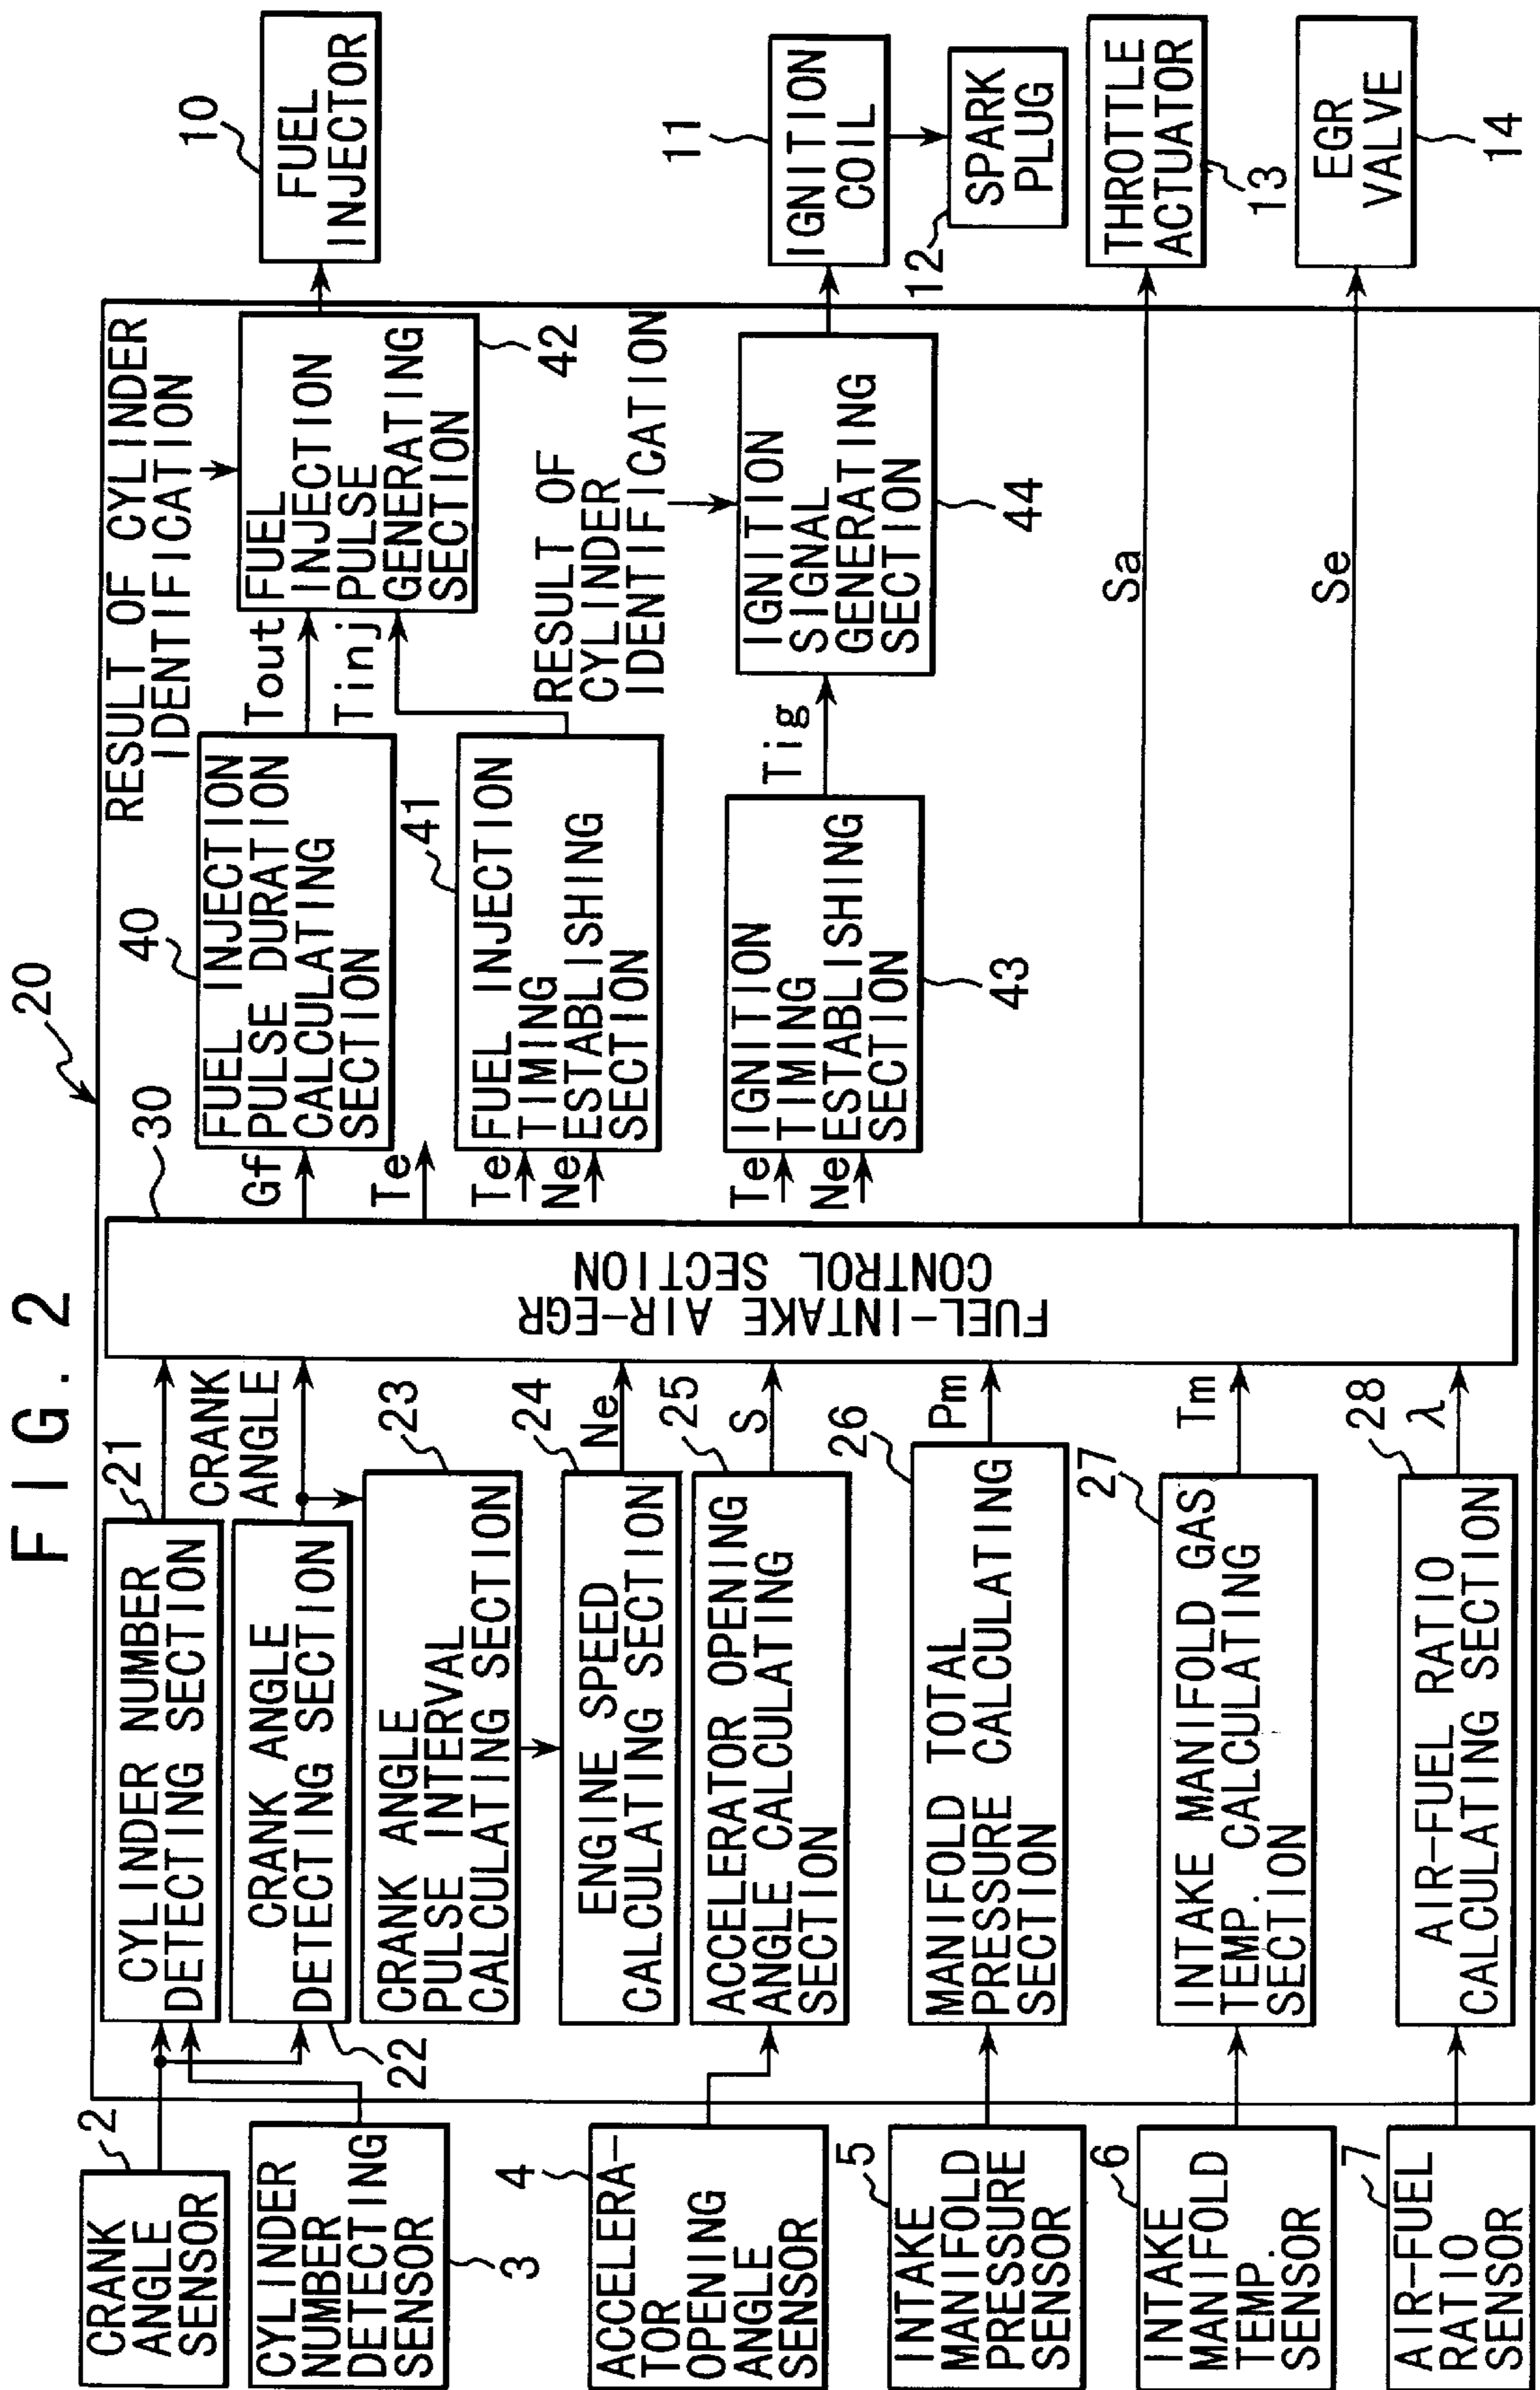 FIG. 2
20
2
CRANK
ANGLE
SENSOR
CYLINDER
NUMBER
DETECTING
SENSOR
3
4
ACCELERA-
TOR
OPENING
ANGLE
SENSOR
5
INTAKE
MANIFOLD
PRESSURE
SENSOR
6
INTAKE
MANIFOLD
TEMP.
SENSOR
7
AIR-FUEL
RATIO
SENSOR
21
CYLINDER NUMBER
DETECTING SECTION
CRANK
ANGLE
CRANK ANGLE
DETECTING SECTION
22
23
CRANK ANGLE
PULSE INTERVAL
CALCULATING SECTION
24
Ne
ENGINE SPEED
CALCULATING SECTION
25
S
ACCELERATOR OPENING
ANGLE CALCULATING
SECTION
26
Pm
MANIFOLD TOTAL
PRESSURE CALCULATING
SECTION
27
Tm
INTAKE MANIFOLD GAS
TEMP. CALCULATING
SECTION
28
λ
AIR-FUEL RATIO
CALCULATING SECTION
30
FUEL-INTAKE AIR-EGR
CONTROL SECTION
Gf
Te
40
FUEL INJECTION
PULSE DURATION
CALCULATING
SECTION
41
Te
Ne
FUEL INJECTION
TIMING
ESTABLISHING
SECTION
Te
Ne
IGNITION
TIMING
ESTABLISHING
SECTION
43
RESULT OF CYLINDER
IDENTIFICATION
Tout
Tinj
FUEL
INJECTION
PULSE
GENERATING
SECTION
42
RESULT OF
CYLINDER
IDENTIFICATION
Tig
IGNITION
SIGNAL
GENERATING
SECTION
44
Sa
Se
10
FUEL
INJECTOR
11
IGNITION
COIL
12
SPARK
PLUG
THROTTLE
ACTUATOR
13
EGR
VALVE
14